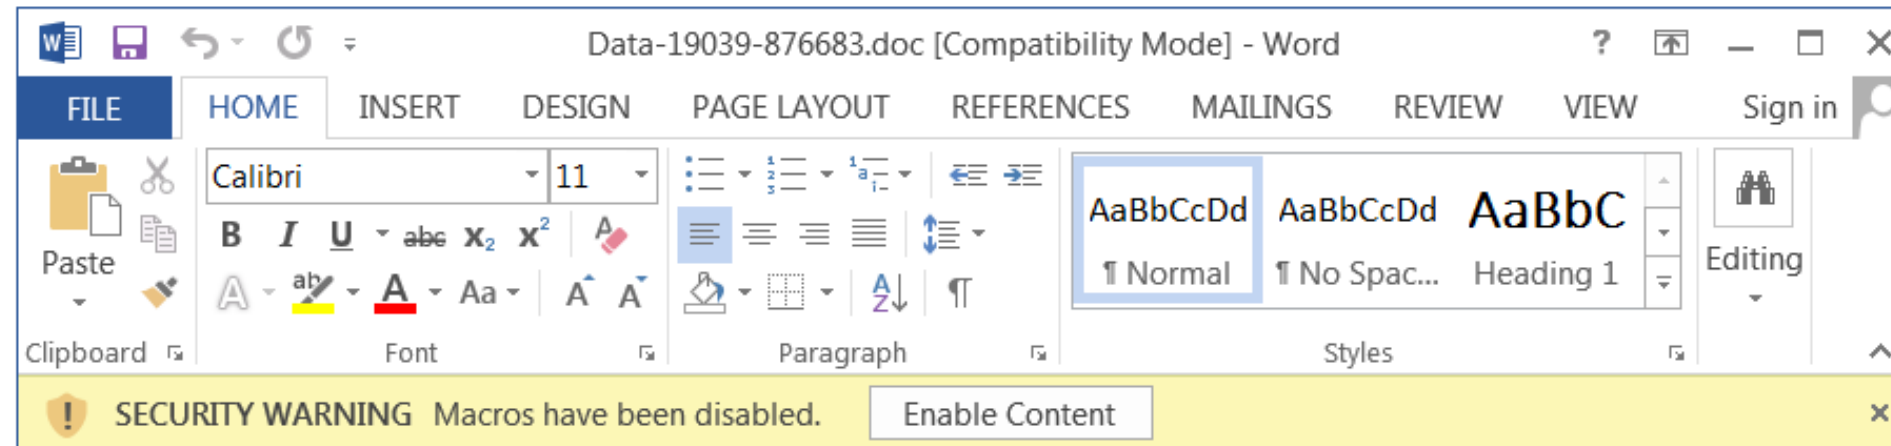 Data-19039-876683.doc [Compatibility Mode] - Word ?
FILE HOME INSERT DESIGN PAGE LAYOUT REFERENCES MAILINGS REVIEW VIEW Sign in
Calibri 11
AaBbCcDd AaBbCcDd AaBbC
B I U abc X₂ X² 
Paste ¶ Normal ¶ No Spac... Heading 1 Editing
A ab A Aa A A A Z ¶
Clipboard Font Paragraph Styles
! SECURITY WARNING Macros have been disabled. Enable Content